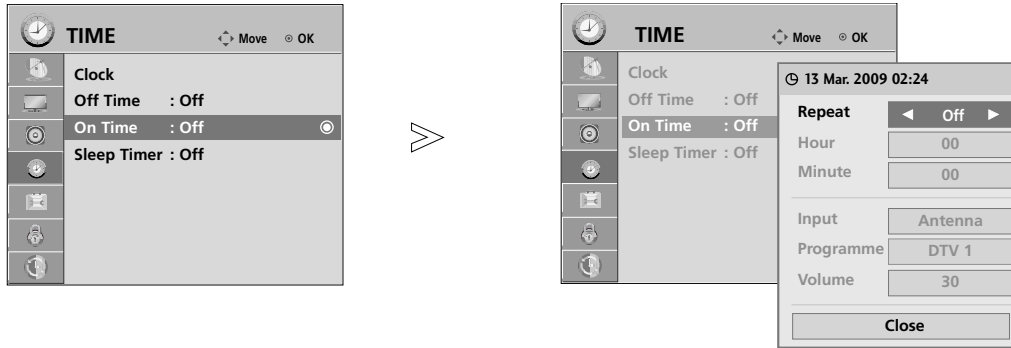 TIME
Move OK
Clock
Off Time : Off
On Time : Off
Sleep Timer : Off
TIME
Move OK
Clock
Off Time : Off
On Time : Off
Sleep Timer : Off
13 Mar. 2009 02:24
Repeat ◀ Off ▶
Hour 00
Minute 00
Input Antenna
Programme DTV 1
Volume 30
Close